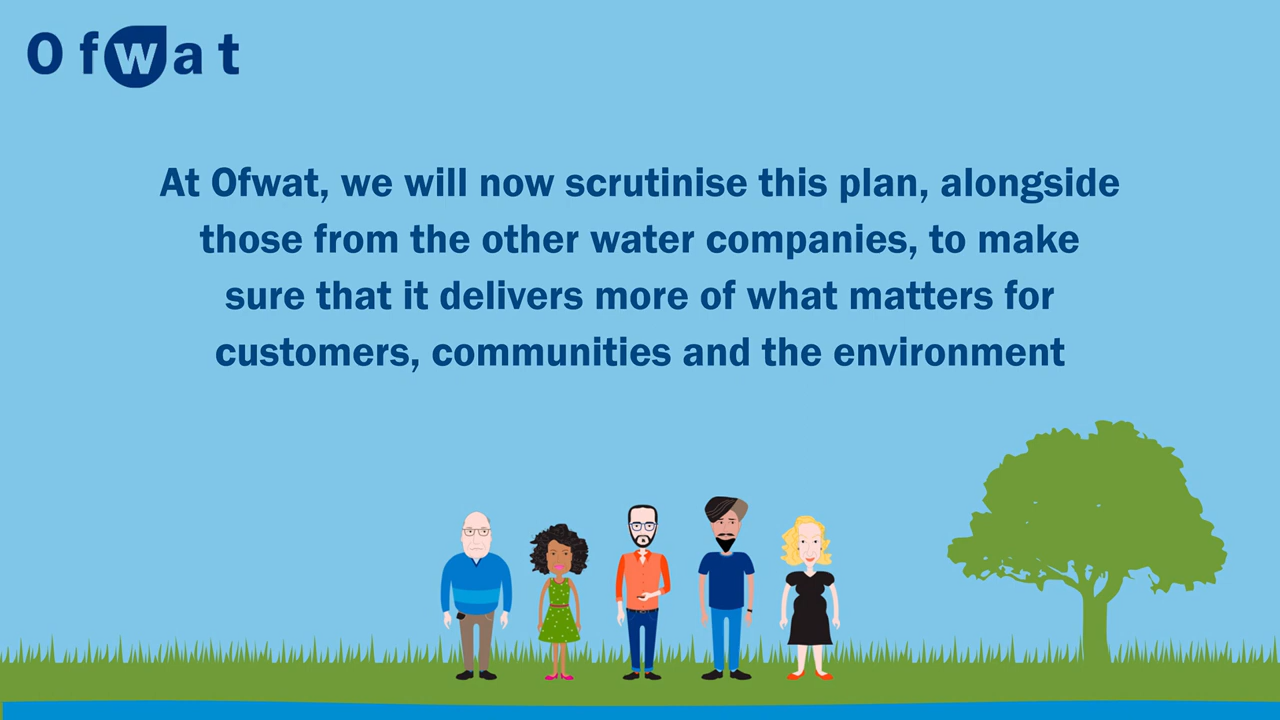 Ofwat
At Ofwat, we will now scrutinise this plan, alongside
those from the other water companies, to make
sure that it delivers more of what matters for
customers, communities and the environment